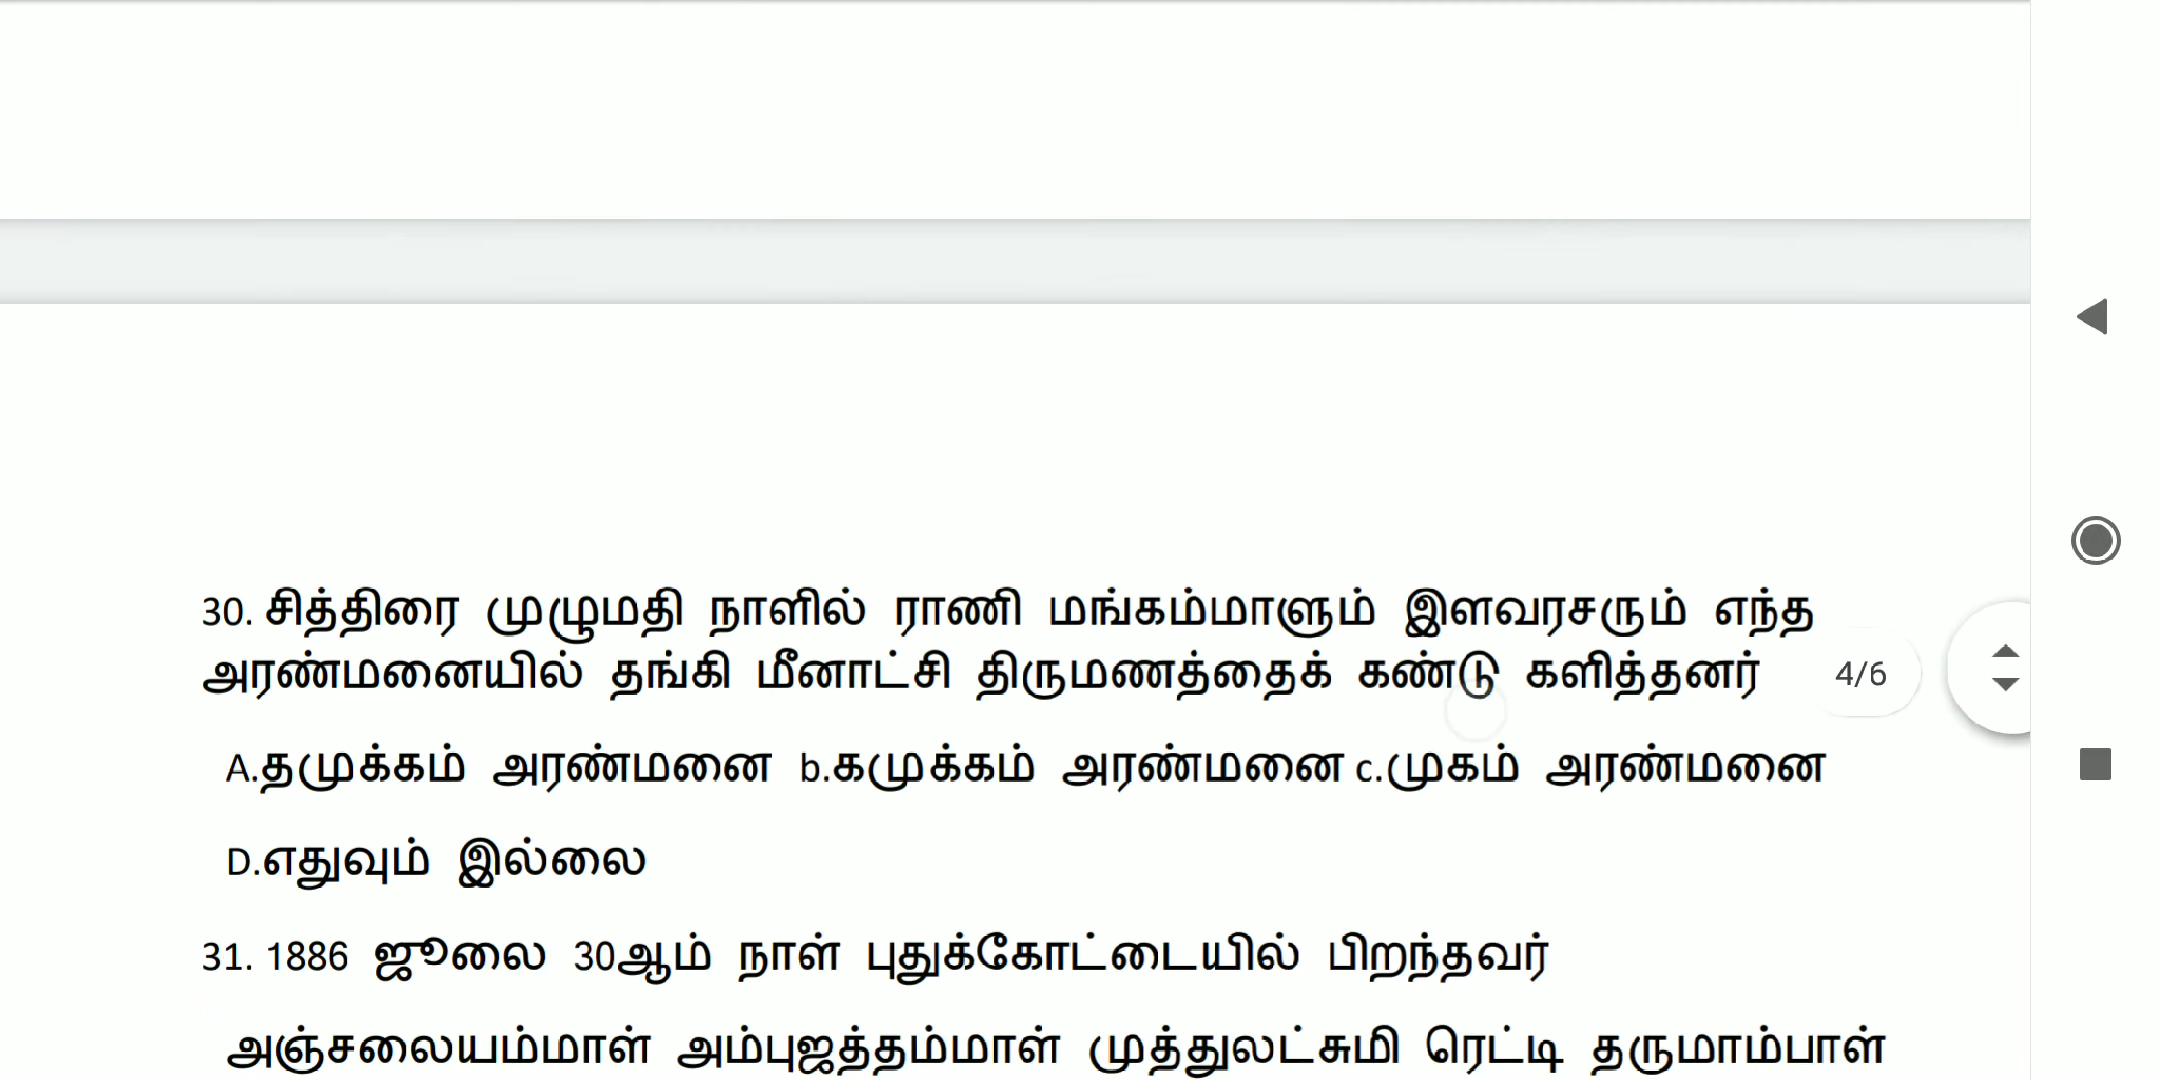 30. சித்திரை முழுமதி நாளில் ராணி மங்கம்மாளும் இளவரசரும் எந்த
அரண்மனையில் தங்கி மீனாட்சி திருமணத்தைக் கண்டு களித்தனர்
4/6
A.தமுக்கம் அரண்மனை b.கமுக்கம் அரண்மனை c.முகம் அரண்மனை
D.எதுவும் இல்லை
31. 1886 ஜூலை 30ஆம் நாள் புதுக்கோட்டையில் பிறந்தவர்
அஞ்சலையம்மாள் அம்புஜத்தம்மாள் முத்துலட்சுமி ரெட்டி தருமாம்பாள்